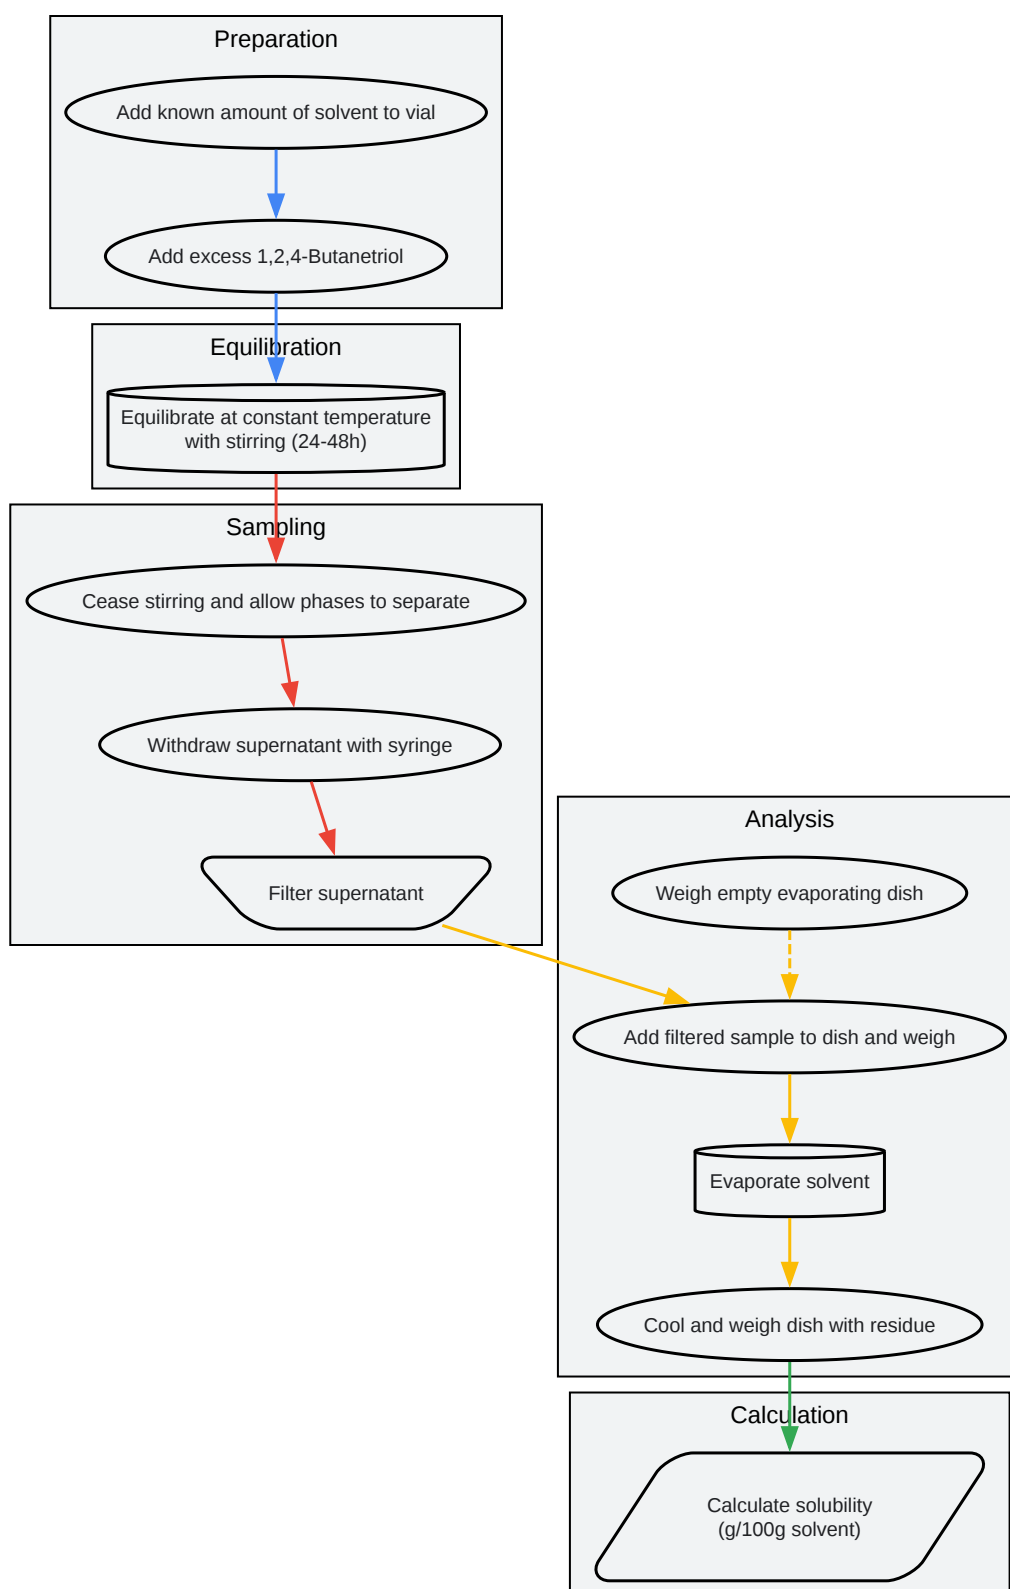 Preparation
Add known amount of solvent to vial
Add excess 1,2,4-Butanetriol
Equilibration
Equilibrate at constant temperature
with stirring (24-48h)
Sampling
Cease stirring and allow phases to separate
Withdraw supernatant with syringe
Filter supernatant
Analysis
Weigh empty evaporating dish
Add filtered sample to dish and weigh
Evaporate solvent
Cool and weigh dish with residue
Calculation
Calculate solubility
(g/100g solvent)